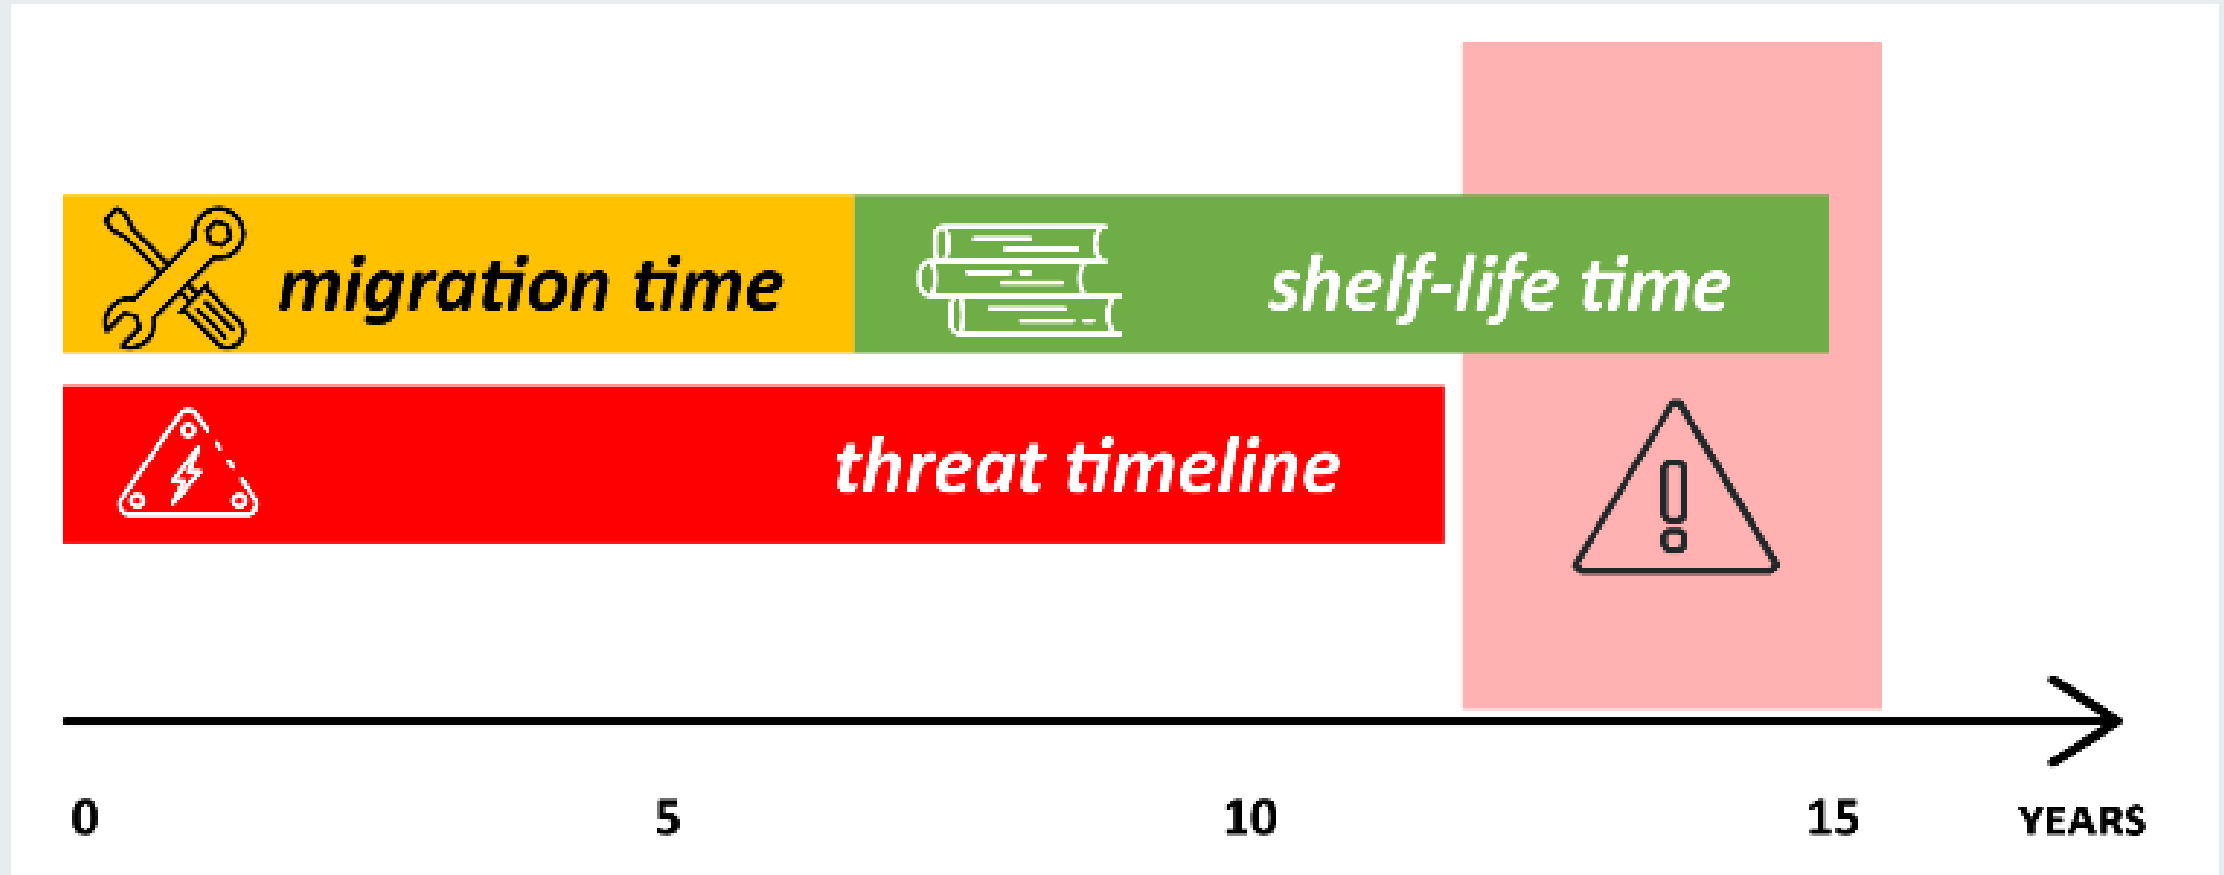 migration time
shelf-life time
threat timeline
0 5 10 15 YEARS